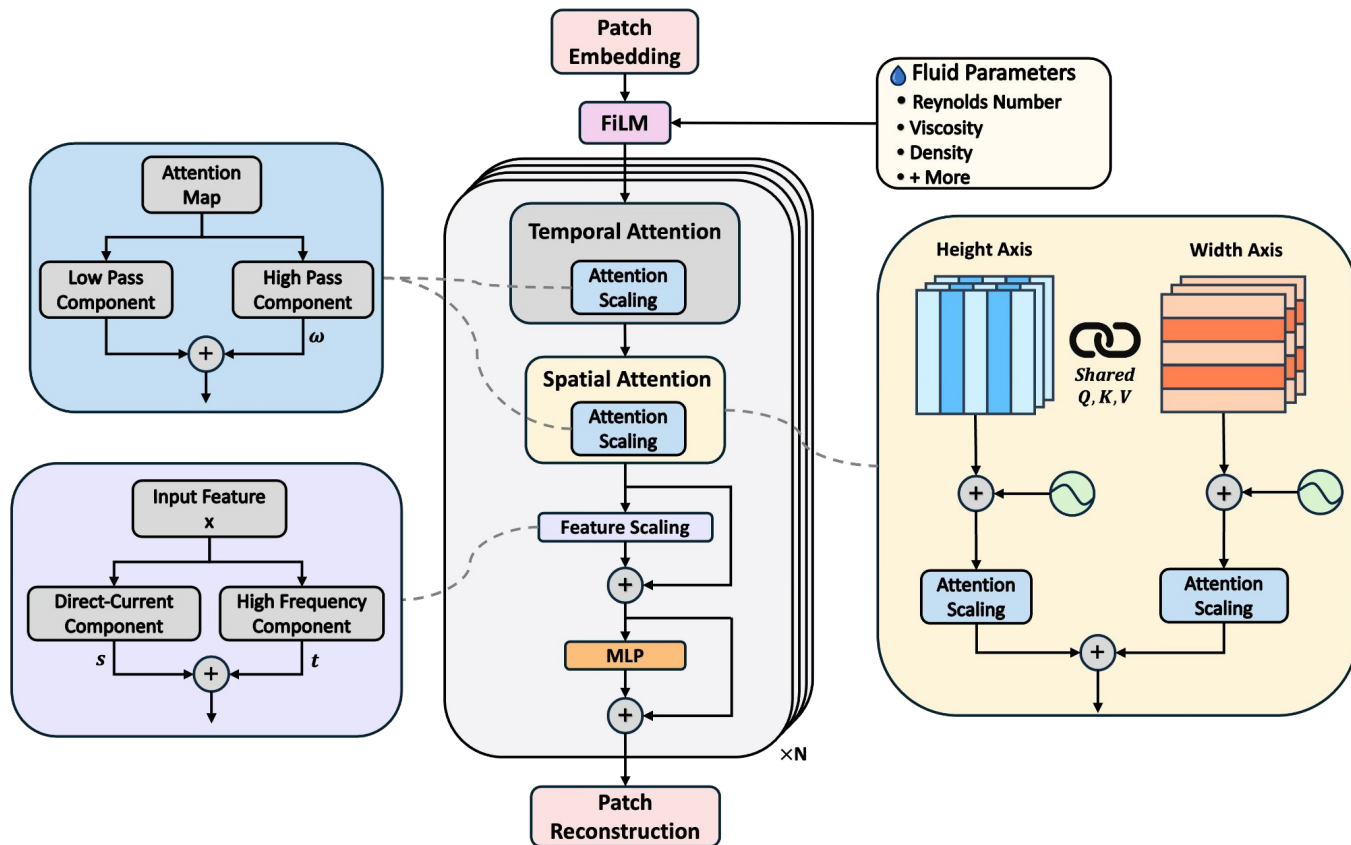 Patch
Embedding
FiLM
Fluid Parameters
• Reynolds Number
• Viscosity
• Density
• + More
Attention
Map
Low Pass
Component
High Pass
Component
ω
+
Temporal Attention
Attention
Scaling
Spatial Attention
Attention
Scaling
Feature Scaling
+
MLP
+
×N
Patch
Reconstruction
Input Feature
x
Direct-Current
Component
High Frequency
Component
s
t
+
Height Axis
Width Axis
Shared
Q, K, V
+
+
Attention
Scaling
Attention
Scaling
+